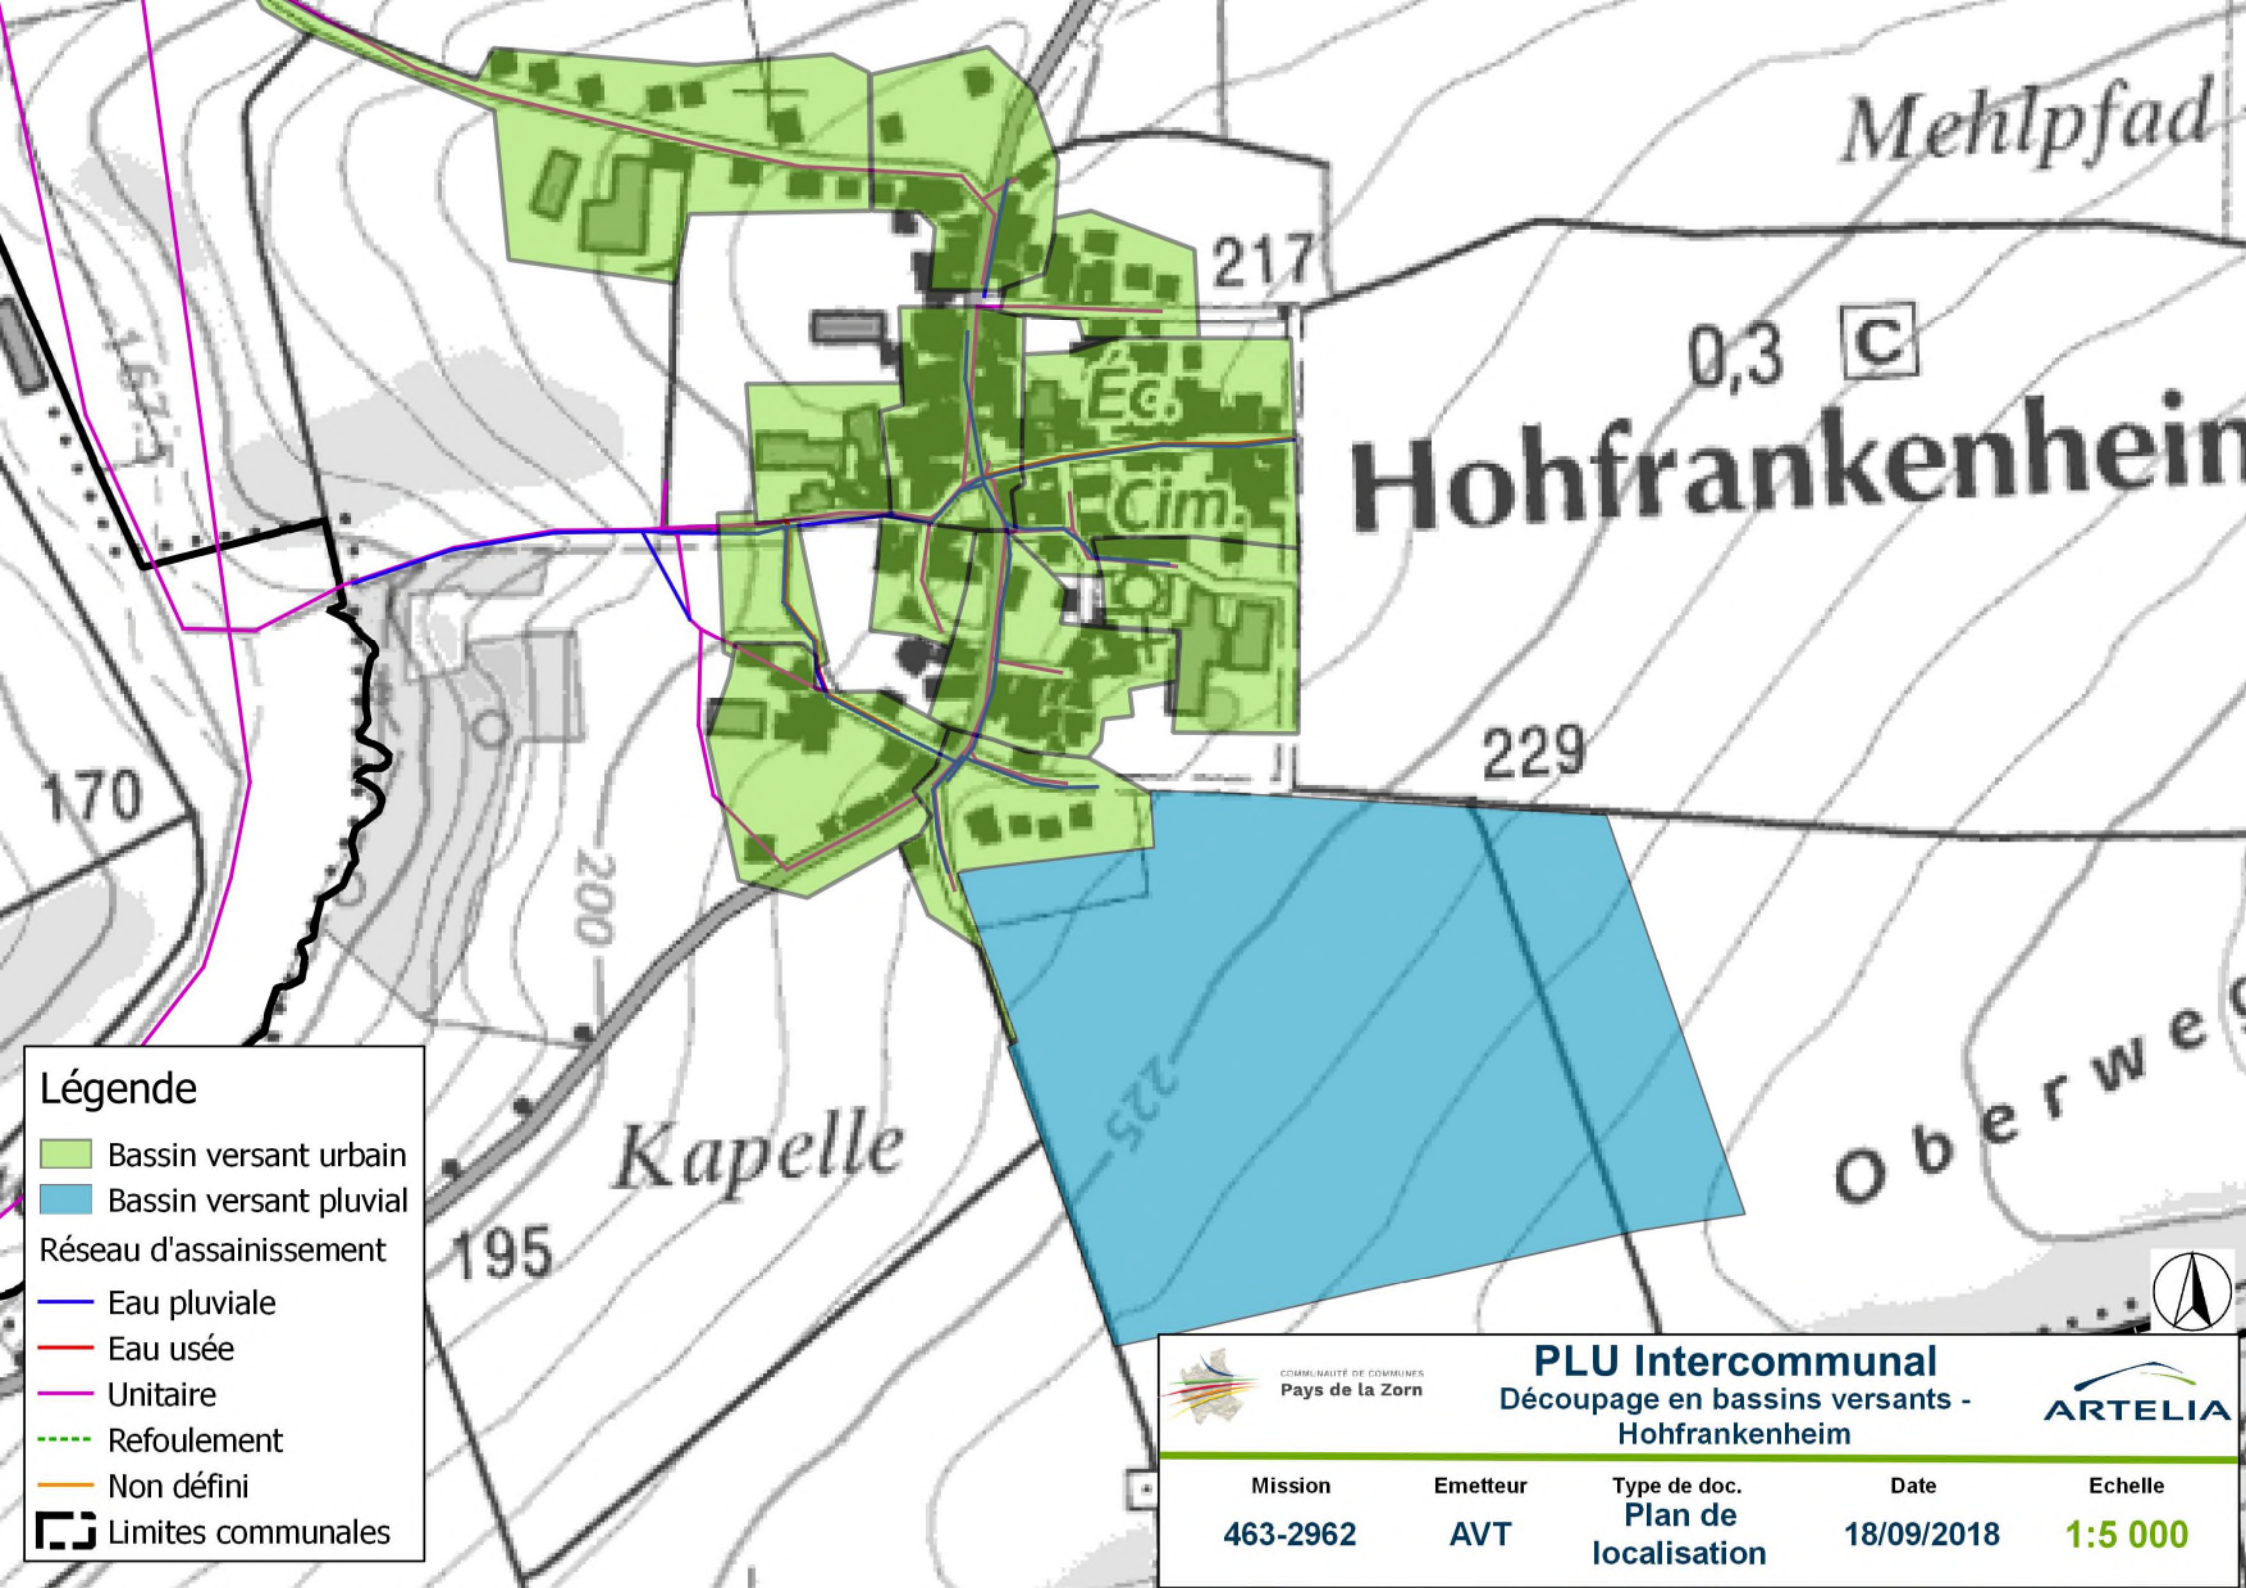 Mehlpfad
217
0,3 C
Éc.
Hohfrankenheim
Cim.
229
170
200
225
Kapelle
195
Légende
Bassin versant urbain
Bassin versant pluvial
Réseau d'assainissement
Eau pluviale
Eau usée
Unitaire
Refoulement
Non défini
Limites communales
COMMUNAUTÉ DE COMMUNES
Pays de la Zorn
PLU Intercommunal
Découpage en bassins versants -
Hohfrankenheim
ARTELIA
Mission
Emetteur
Type de doc.
Date
Echelle
463-2962
AVT
Plan de
localisation
18/09/2018
1:5 000